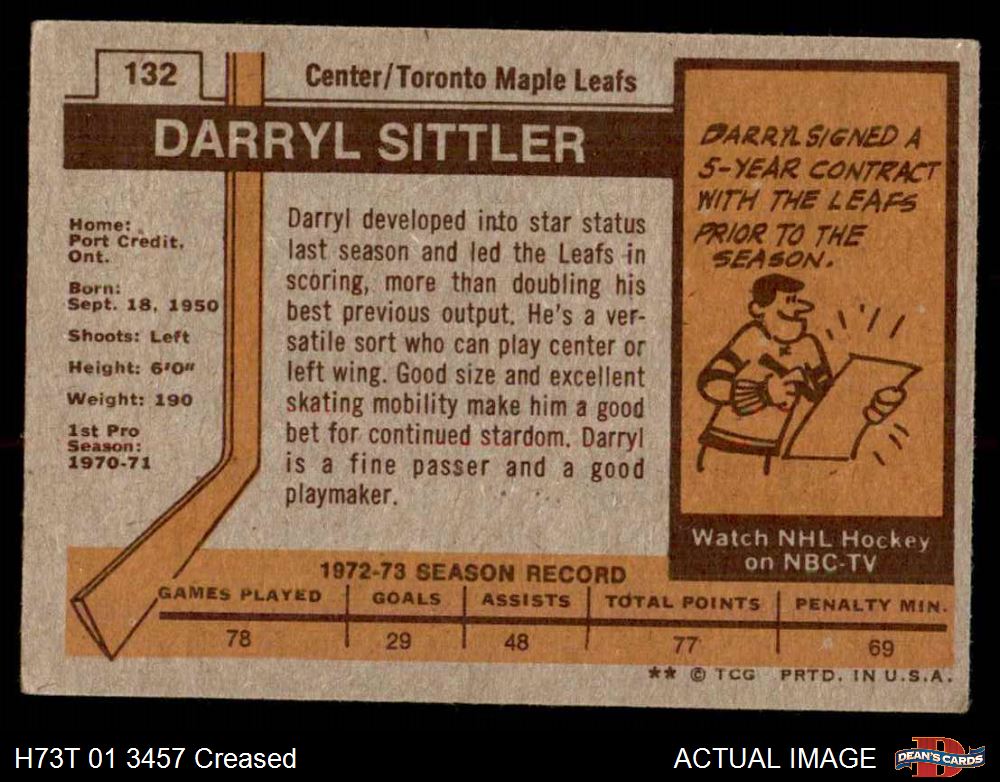 132
Center/Toronto Maple Leafs
DARRYL SITTLER
Home:
Port Credit,
Ont.
Born:
Sept. 18, 1950
Shoots: Left
Height: 6'0"
Weight: 190
1st Pro
Season:
1970-71
Darryl developed into star status
last season and led the Leafs in
scoring, more than doubling his
best previous output. He's a ver-
satile sort who can play center or
left wing. Good size and excellent
skating mobility make him a good
bet for continued stardom. Darryl
is a fine passer and a good
playmaker.
DARRYL SIGNED A
5-YEAR CONTRACT
WITH THE LEAFS
PRIOR TO THE
SEASON.
Watch NHL Hockey
on NBC-TV
1972-73 SEASON RECORD
GAMES PLAYED GOALS ASSISTS TOTAL POINTS PENALTY MIN.
78 29 48 77 69
** © TCG PRTD. IN U.S.A.
H73T 01 3457 Creased
ACTUAL IMAGE
D
DEAN'S CARDS